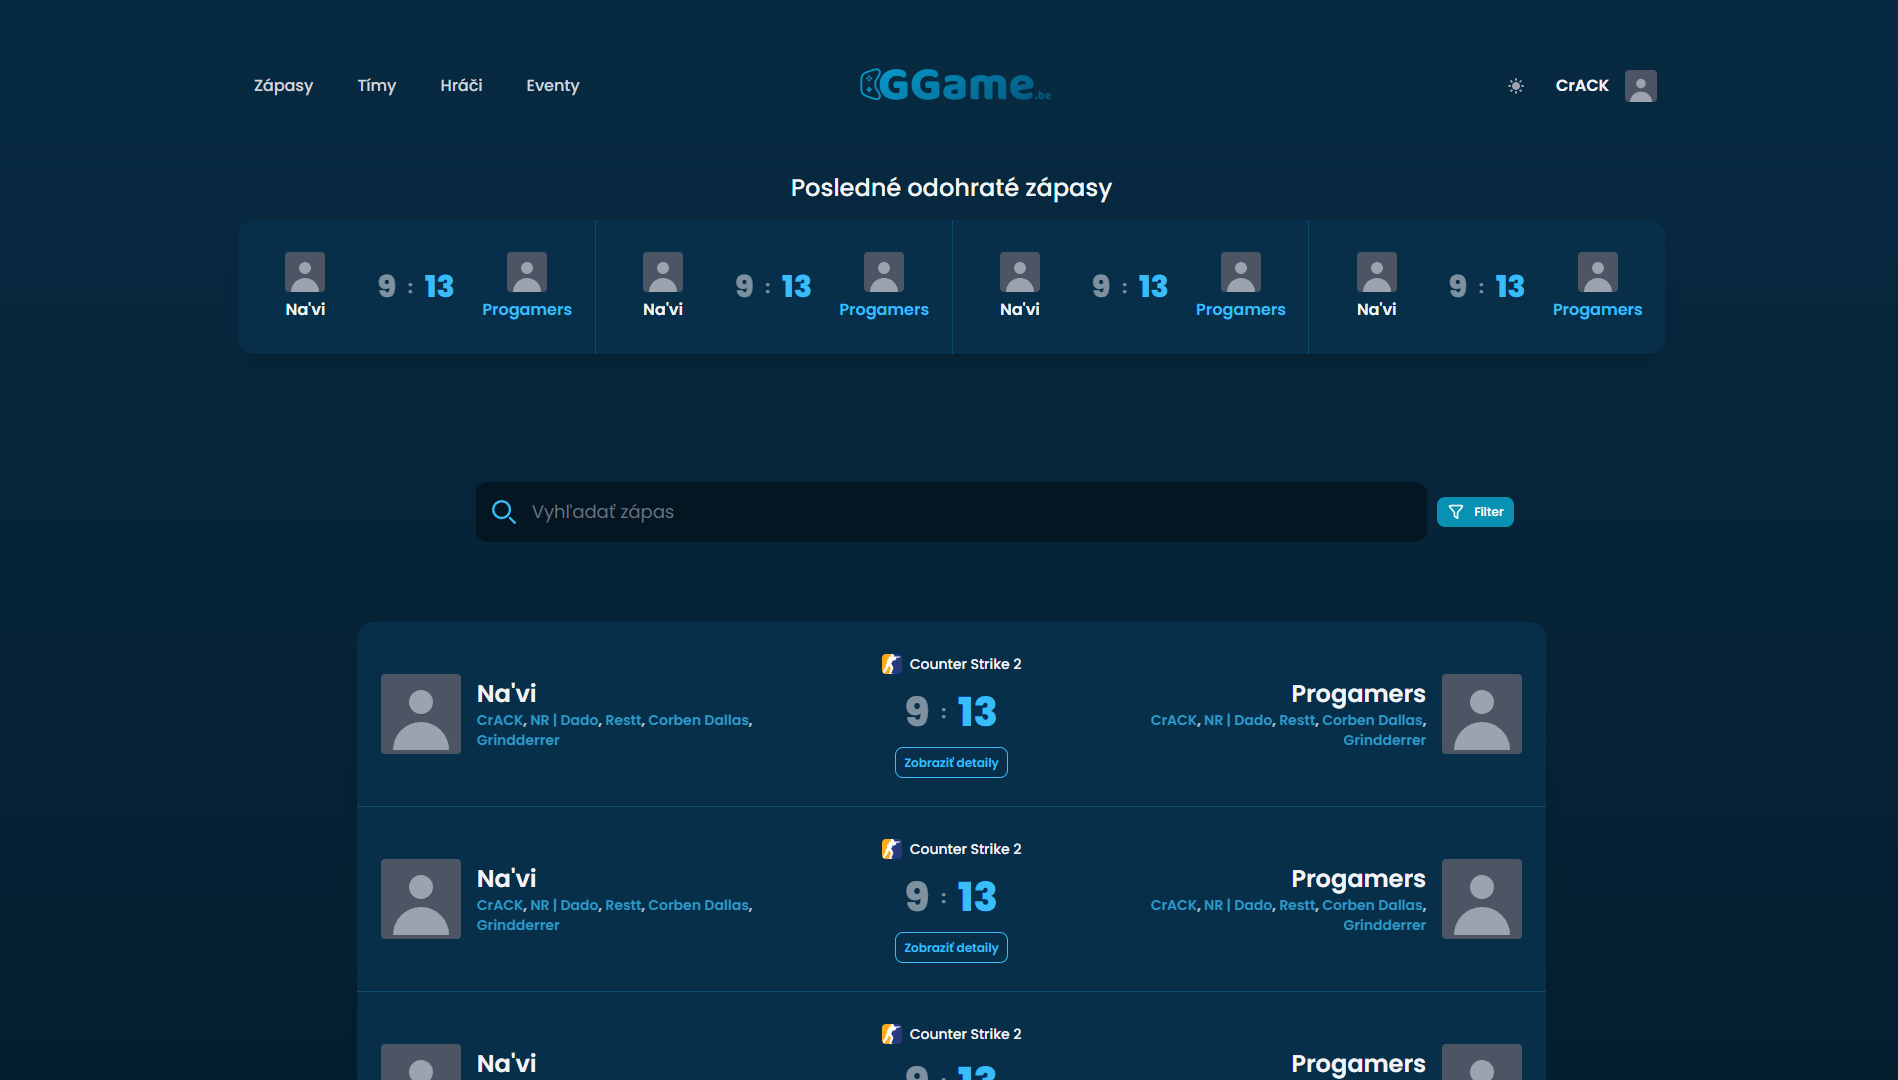 Zápasy Tímy Hráči Eventy GGame.be CrACK
Posledné odohraté zápasy
9 : 13 9 : 13 9 : 13 9 : 13
Na'vi Progamers Na'vi Progamers Na'vi Progamers Na'vi Progamers
Vyhľadať zápas Filter
Counter Strike 2
Na'vi 9 : 13 Progamers
CrACK, NR | Dado, Restt, Corben Dallas, CrACK, NR | Dado, Restt, Corben Dallas,
Grindderrer Grindderrer
Zobraziť detaily
Counter Strike 2
Na'vi 9 : 13 Progamers
CrACK, NR | Dado, Restt, Corben Dallas, CrACK, NR | Dado, Restt, Corben Dallas,
Grindderrer Grindderrer
Zobraziť detaily
Counter Strike 2
Na'vi 9 : 13 Progamers